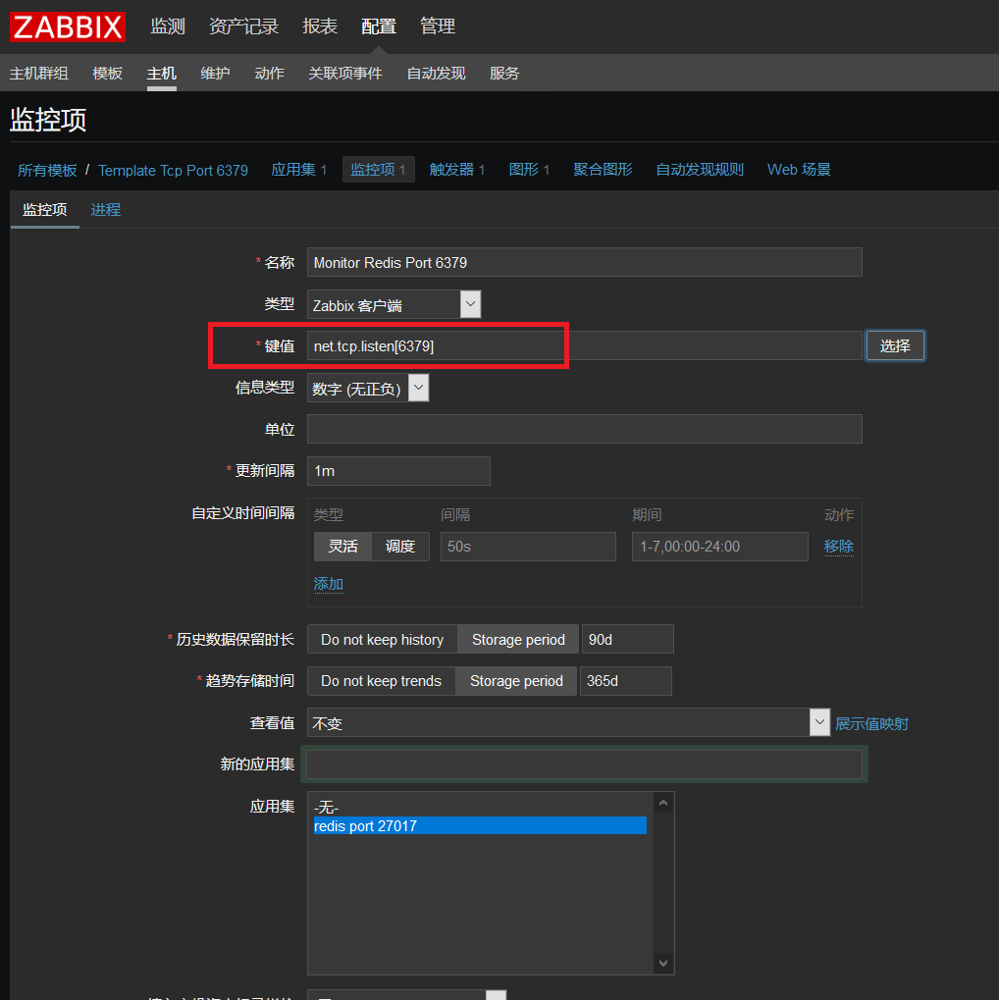 ZABBIX 监测 资产记录 报表 配置 管理
主机群组 模板 主机 维护 动作 关联项事件 自动发现 服务
监控项
所有模板 / Template Tcp Port 6379 应用集 1 监控项 1 触发器 1 图形 1 聚合图形 自动发现规则 Web 场景
监控项 进程
* 名称 Monitor Redis Port 6379
类型 Zabbix 客户端
* 键值 net.tcp.listen[6379] 选择
信息类型 数字 (无正负)
单位
* 更新间隔 1m
自定义时间间隔 类型 间隔 期间 动作
灵活 调度 50s 1-7,00:00-24:00 移除
添加
* 历史数据保留时长 Do not keep history Storage period 90d
* 趋势存储时间 Do not keep trends Storage period 365d
查看值 不变 展示值映射
新的应用集
应用集 -无-
redis port 27017